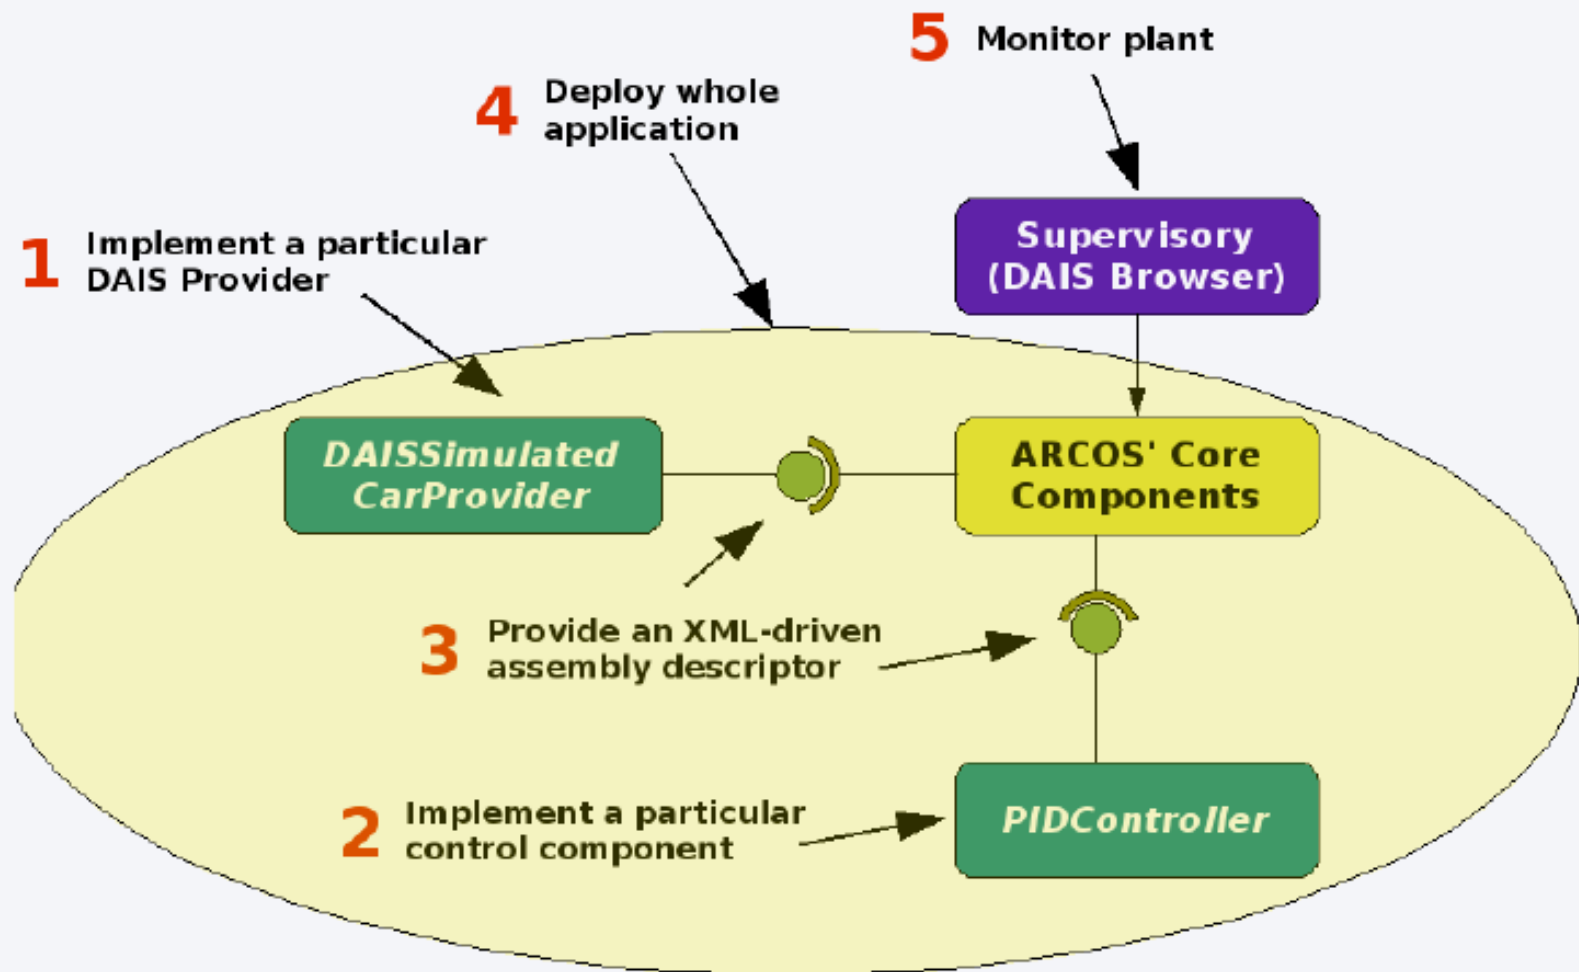 5 Monitor plant
4 Deploy whole
application
1 Implement a particular
DAIS Provider
Supervisory
(DAIS Browser)
DAISSimulated
CarProvider
ARCOS' Core
Components
3 Provide an XML-driven
assembly descriptor
2 Implement a particular
control component
PIDController